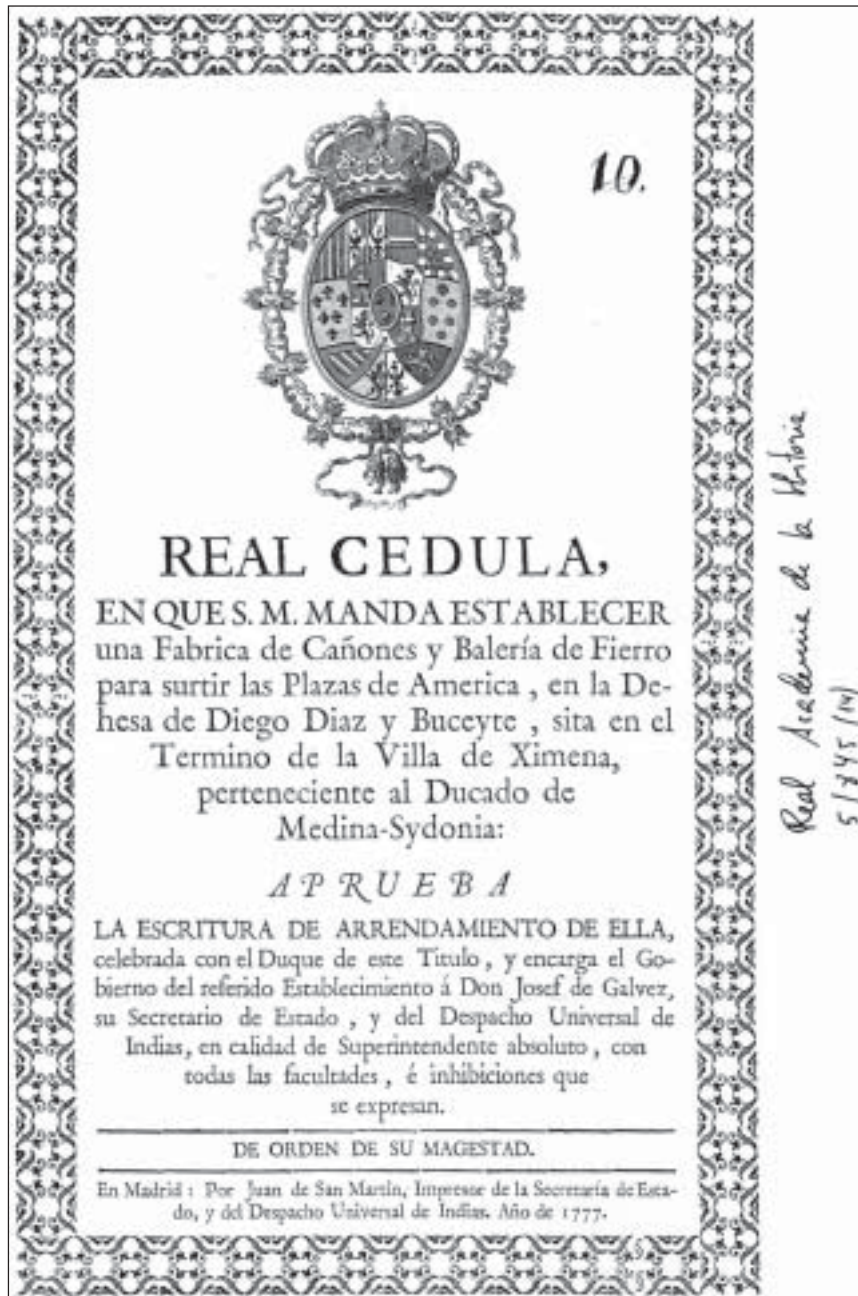 10.
REAL CEDULA,
EN QUE S. M. MANDA ESTABLECER
una Fabrica de Cañones y Balería de Fierro
para surtir las Plazas de America , en la De-
hesa de Diego Diaz y Buceyte , sita en el
Termino de la Villa de Ximena,
perteneciente al Ducado de
Medina-Sydonia:
APRUEBA
LA ESCRITURA DE ARRENDAMIENTO DE ELLA,
celebrada con el Duque de este Titulo , y encarga el Go-
bierno del referido Establecimiento á Don Josef de Galvez,
su Secretario de Estado , y del Despacho Universal de
Indias, en calidad de Superintendente absoluto , con
todas las facultades , é inhibiciones que
se expresan.
DE ORDEN DE SU MAGESTAD.
En Madrid : Por Juan de San Martin, Impresor de la Secretaría de Esta-
do, y del Despacho Universal de Indias. Año de 1777.
Real Academia de la Historia